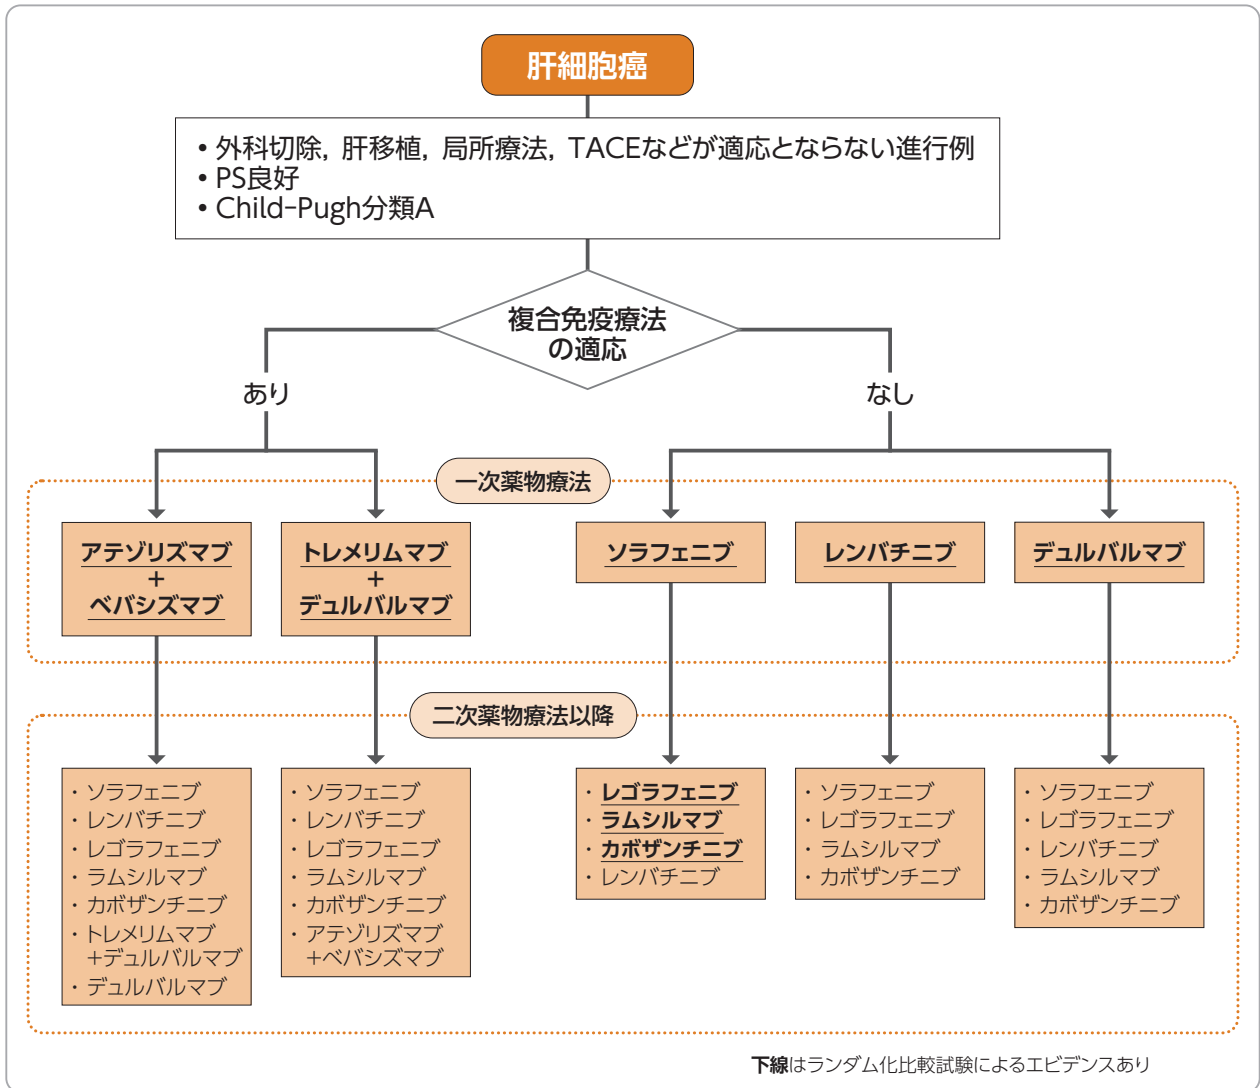 肝細胞癌
• 外科切除, 肝移植, 局所療法, TACEなどが適応とならない進行例
• PS良好
• Child-Pugh分類A
複合免疫療法
の適応
あり
なし
一次薬物療法
アテゾリズマブ
+
ベバシズマブ
トレメリムマブ
+
デュルバルマブ
ソラフェニブ
レンバチニブ
デュルバルマブ
二次薬物療法以降
・ソラフェニブ
・レンバチニブ
・レゴラフェニブ
・ラムシルマブ
・カボザンチニブ
・トレメリムマブ
+デュルバルマブ
・デュルバルマブ
・ソラフェニブ
・レンバチニブ
・レゴラフェニブ
・ラムシルマブ
・カボザンチニブ
・アテゾリズマブ
+ベバシズマブ
・レゴラフェニブ
・ラムシルマブ
・カボザンチニブ
・レンバチニブ
・ソラフェニブ
・レゴラフェニブ
・ラムシルマブ
・カボザンチニブ
・ソラフェニブ
・レゴラフェニブ
・レンバチニブ
・ラムシルマブ
・カボザンチニブ
下線はランダム化比較試験によるエビデンスあり